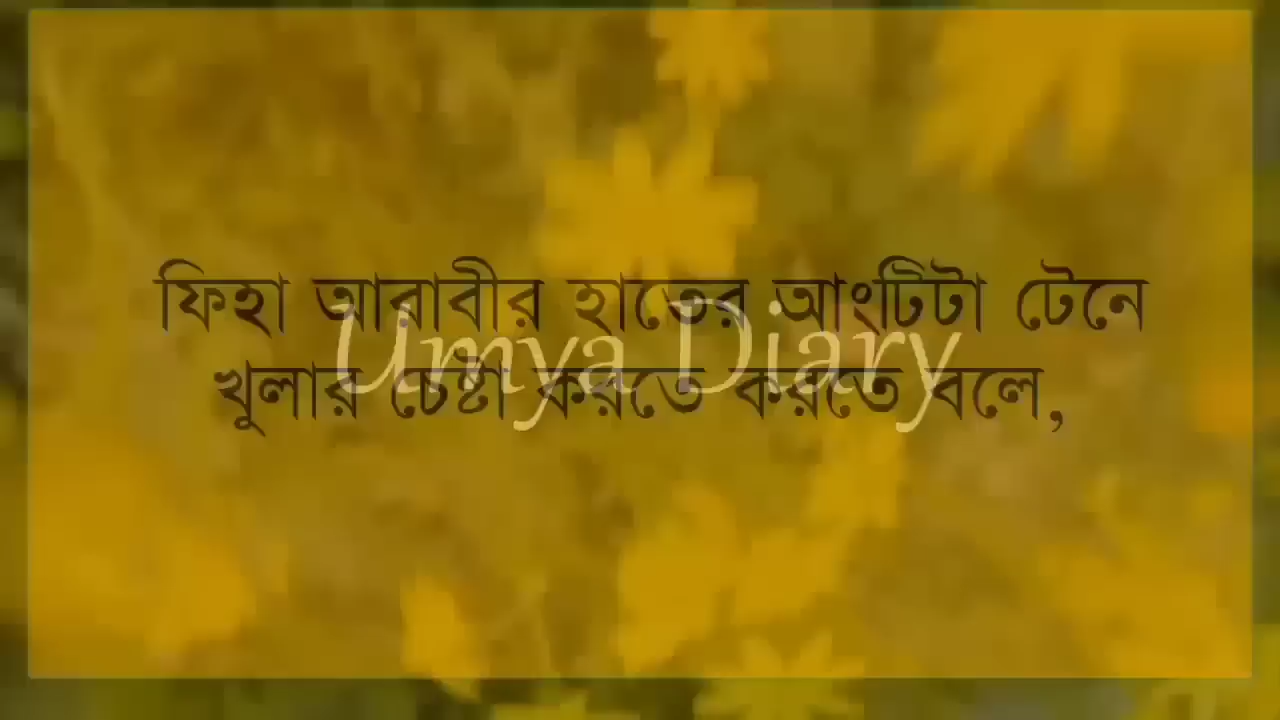 ফিহা আরাবীর হাতের আংটিটা টেনে
খুলার চেষ্টা করতে করতে বলে,
Umya Diary